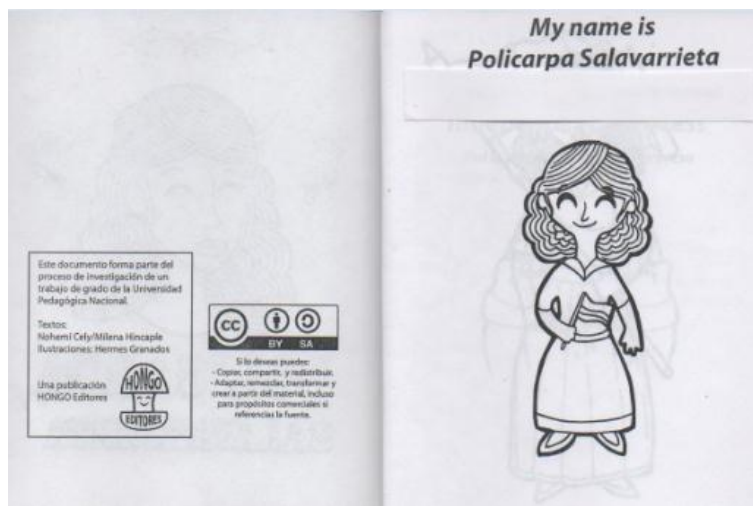 Este documento forma parte del
proceso de investigación de un
trabajo de grado de la Universidad
Pedagógica Nacional.
Textos:
Nohemí Cely/Milena Hincapie
Ilustraciones: Hermes Granados
Una publicación
HONGO Editores
HONGO
EDITORES
CC
BY SA
Si lo deseas puedes:
- Copiar, compartir, y redistribuir.
- Adaptar, remezclar, transformar y
crear a partir del material, incluso
para propósitos comerciales si
referencias la fuente.
My name is
Policarpa Salavarrieta